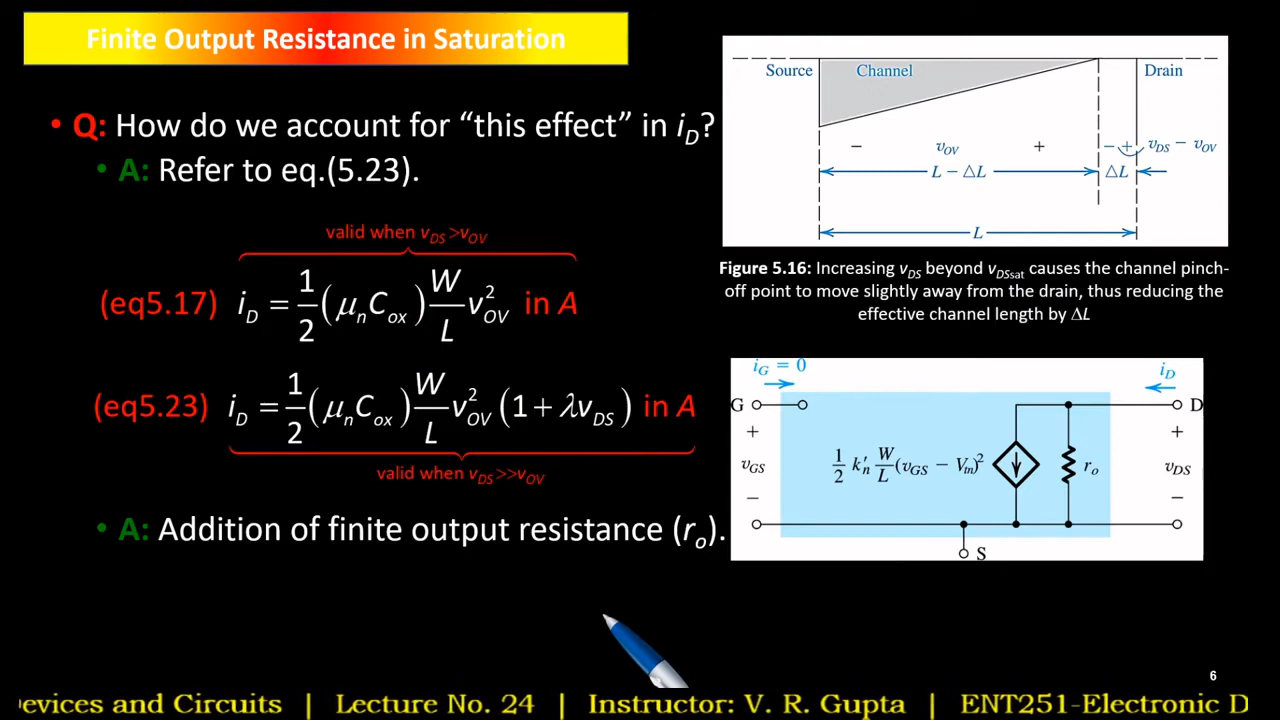 Finite Output Resistance in Saturation
• Q: How do we account for “this effect” in iD?
• A: Refer to eq.(5.23).
valid when vDS>vOV
(eq5.17) iD = 1/2 (μnCox) W/L vOV² in A
(eq5.23) iD = 1/2 (μnCox) W/L vOV² (1 + λvDS) in A
valid when vDS>>vOV
• A: Addition of finite output resistance (ro).
Source Channel Drain
− vOV + − + vDS − vOV
L − △L △L
L
Figure 5.16: Increasing vDS beyond vDSsat causes the channel pinch-
off point to move slightly away from the drain, thus reducing the
effective channel length by ΔL
iG = 0 iD
G D
+ +
vGS 1/2 k′n W/L (vGS − Vtn)² ro vDS
− −
S
6
evices and Circuits | Lecture No. 24 | Instructor: V. R. Gupta | ENT251-Electronic D